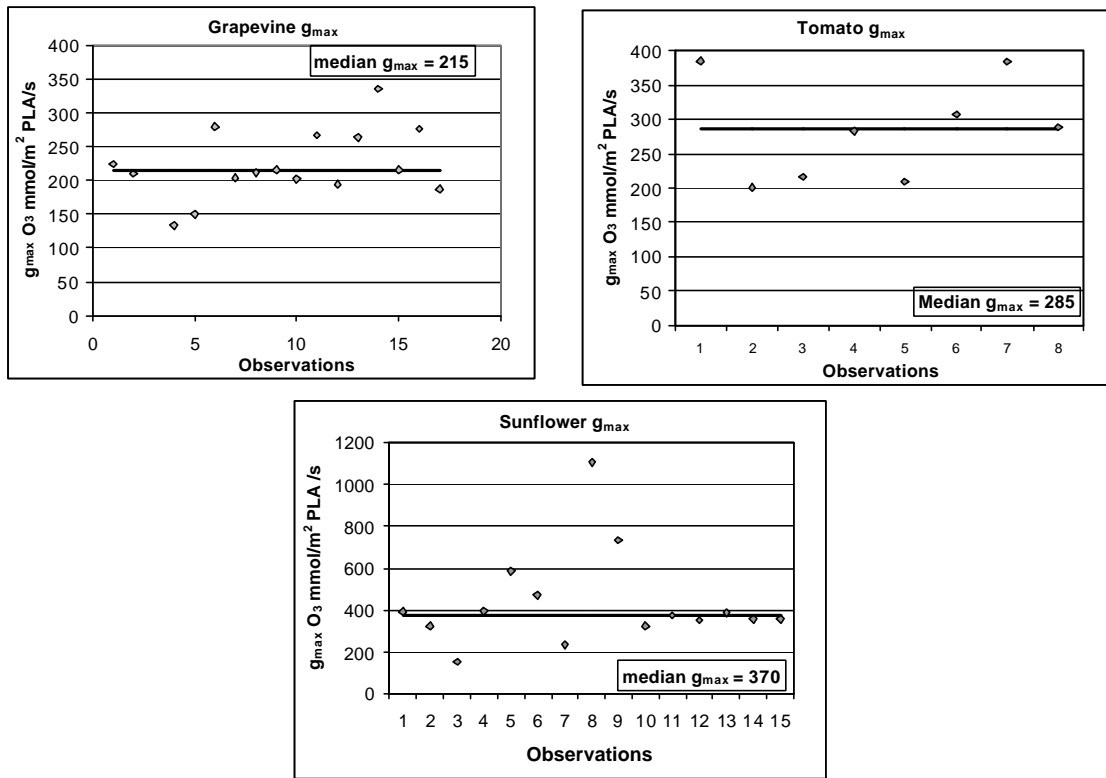 Grapevine gmax
median gmax = 215
gmax O3 mmol/m2 PLA/s
400
350
300
250
200
150
100
50
0
0 5 10 15 20
Observations
Tomato gmax
gmax O3 mmol/m2 PLA/s
400
350
300
250
200
150
100
50
0
Median gmax = 285
1 2 3 4 5 6 7 8
Observations
Sunflower gmax
gmax O3 mmol/m2 PLA /s
1200
1000
800
600
400
200
0
median gmax = 370
1 2 3 4 5 6 7 8 9 10 11 12 13 14 15
Observations